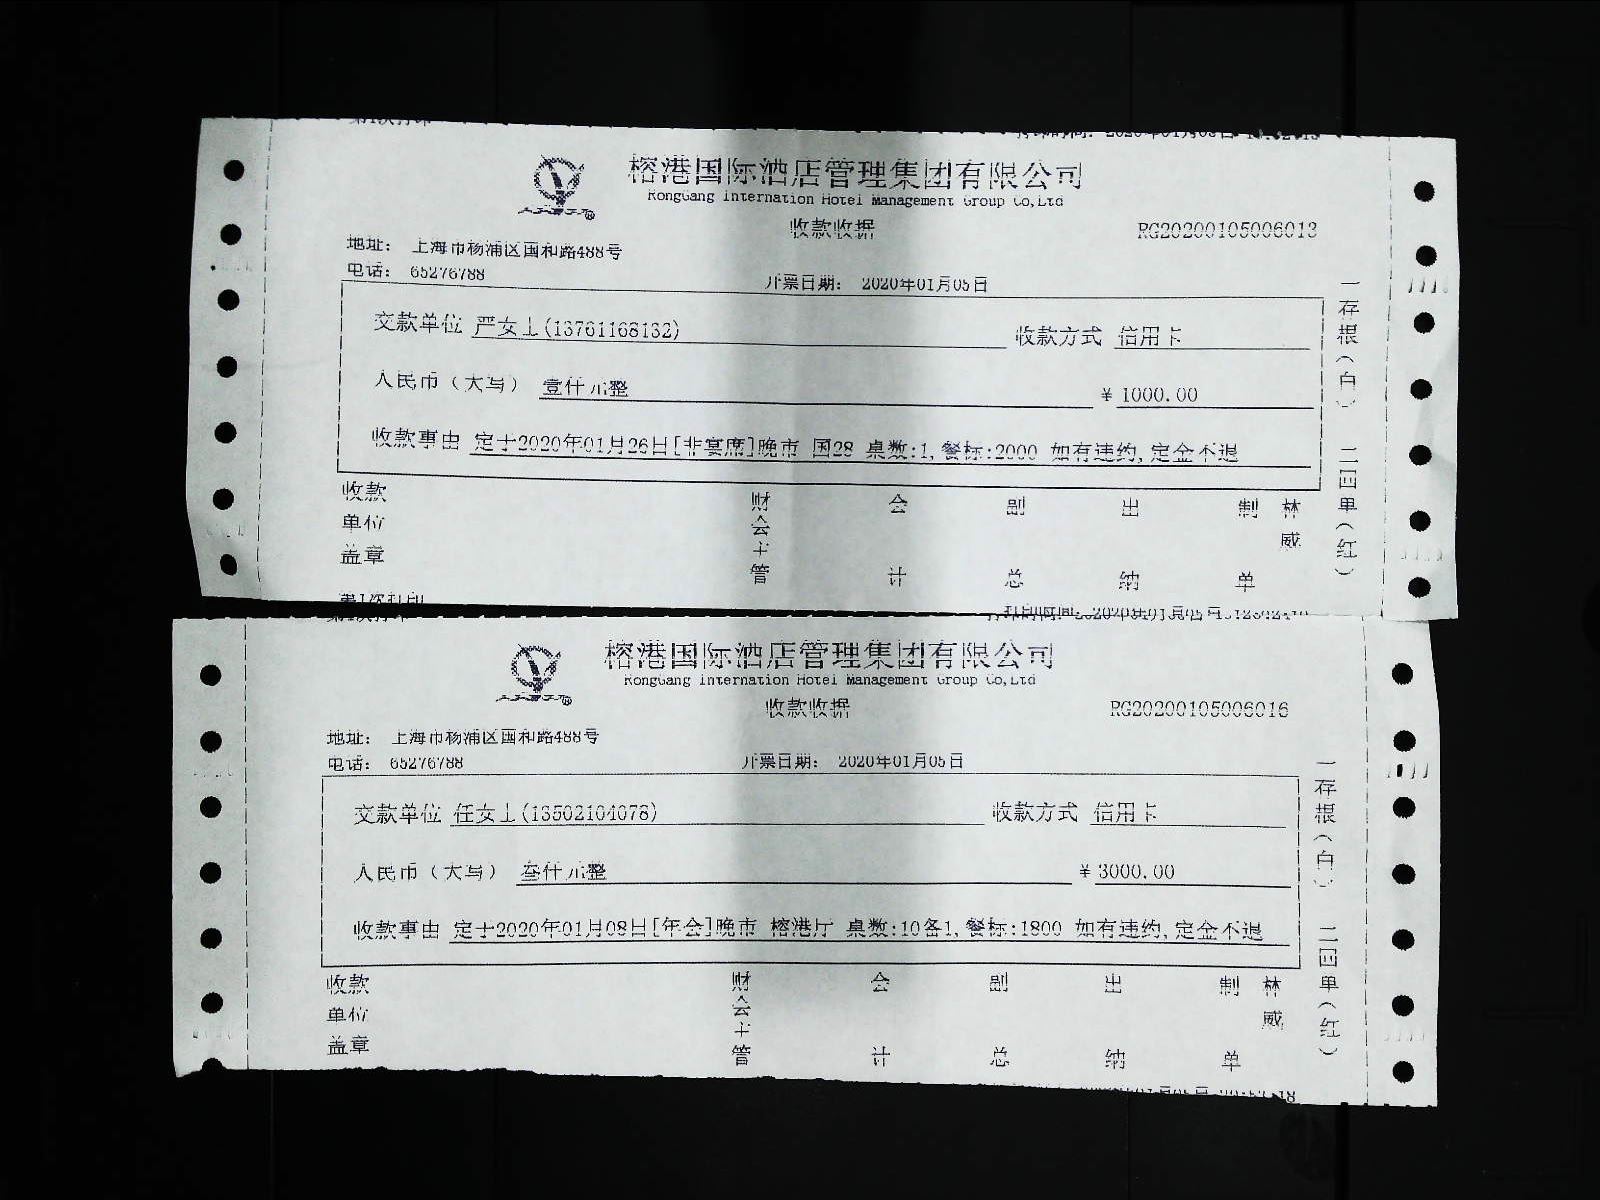 榕港国际酒店管理集团有限公司
RongGang International Hotel Management Group Co,Ltd
收款收据
RG20200105006013
地址： 上海市杨浦区国和路488号
电话： 65276788
开票日期： 2020年01月05日
交款单位 严女士(13761168132) 收款方式 信用卡
人民币（大写） 壹仟元整 ¥ 1000.00
收款事由 定于2020年01月26日[非宴席]晚市 国28 桌数:1,餐标:2000 如有违约,定金不退
一存根（白） 二四单（红）
收款单位盖章 财会主管 会计 副总 出纳 制单 林威
第1次打印
榕港国际酒店管理集团有限公司
RongGang International Hotel Management Group Co,Ltd
收款收据
RG20200105006016
地址： 上海市杨浦区国和路488号
电话： 65276788
开票日期： 2020年01月05日
交款单位 任女士(13502104078) 收款方式 信用卡
人民币（大写） 叁仟元整 ¥ 3000.00
收款事由 定于2020年01月08日[年会]晚市 榕港厅 桌数:10备1,餐标:1800 如有违约,定金不退
一存根（白） 二四单（红）
收款单位盖章 财会主管 会计 副总 出纳 制单 林威